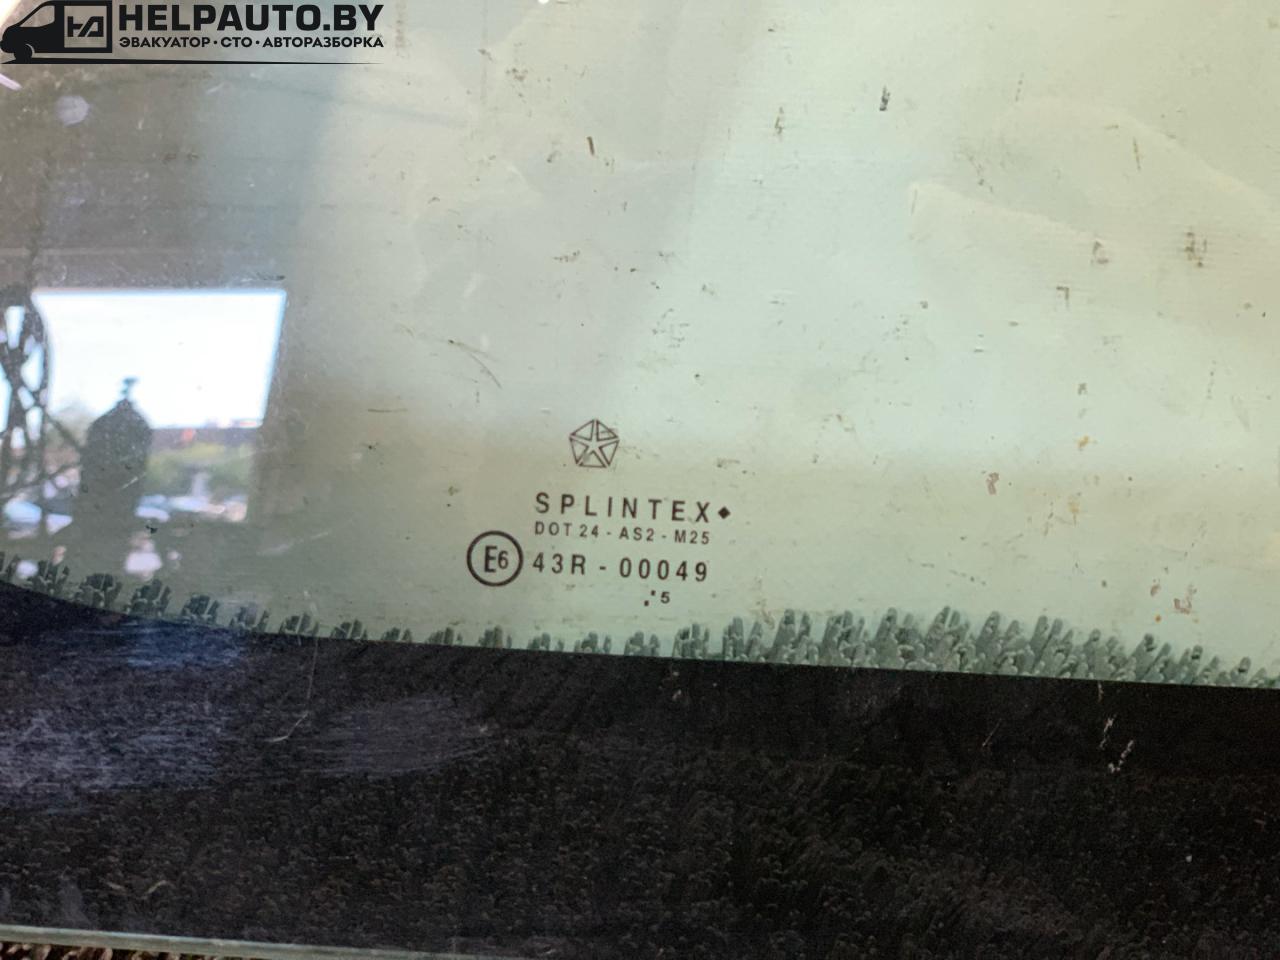 HELPAUTO.BY
ЭВАКУАТОР · СТО · АВТОРАЗБОРКА
SPLINTEX◆
DOT 24 - AS2 - M25
E6 43R - 00049
.'5